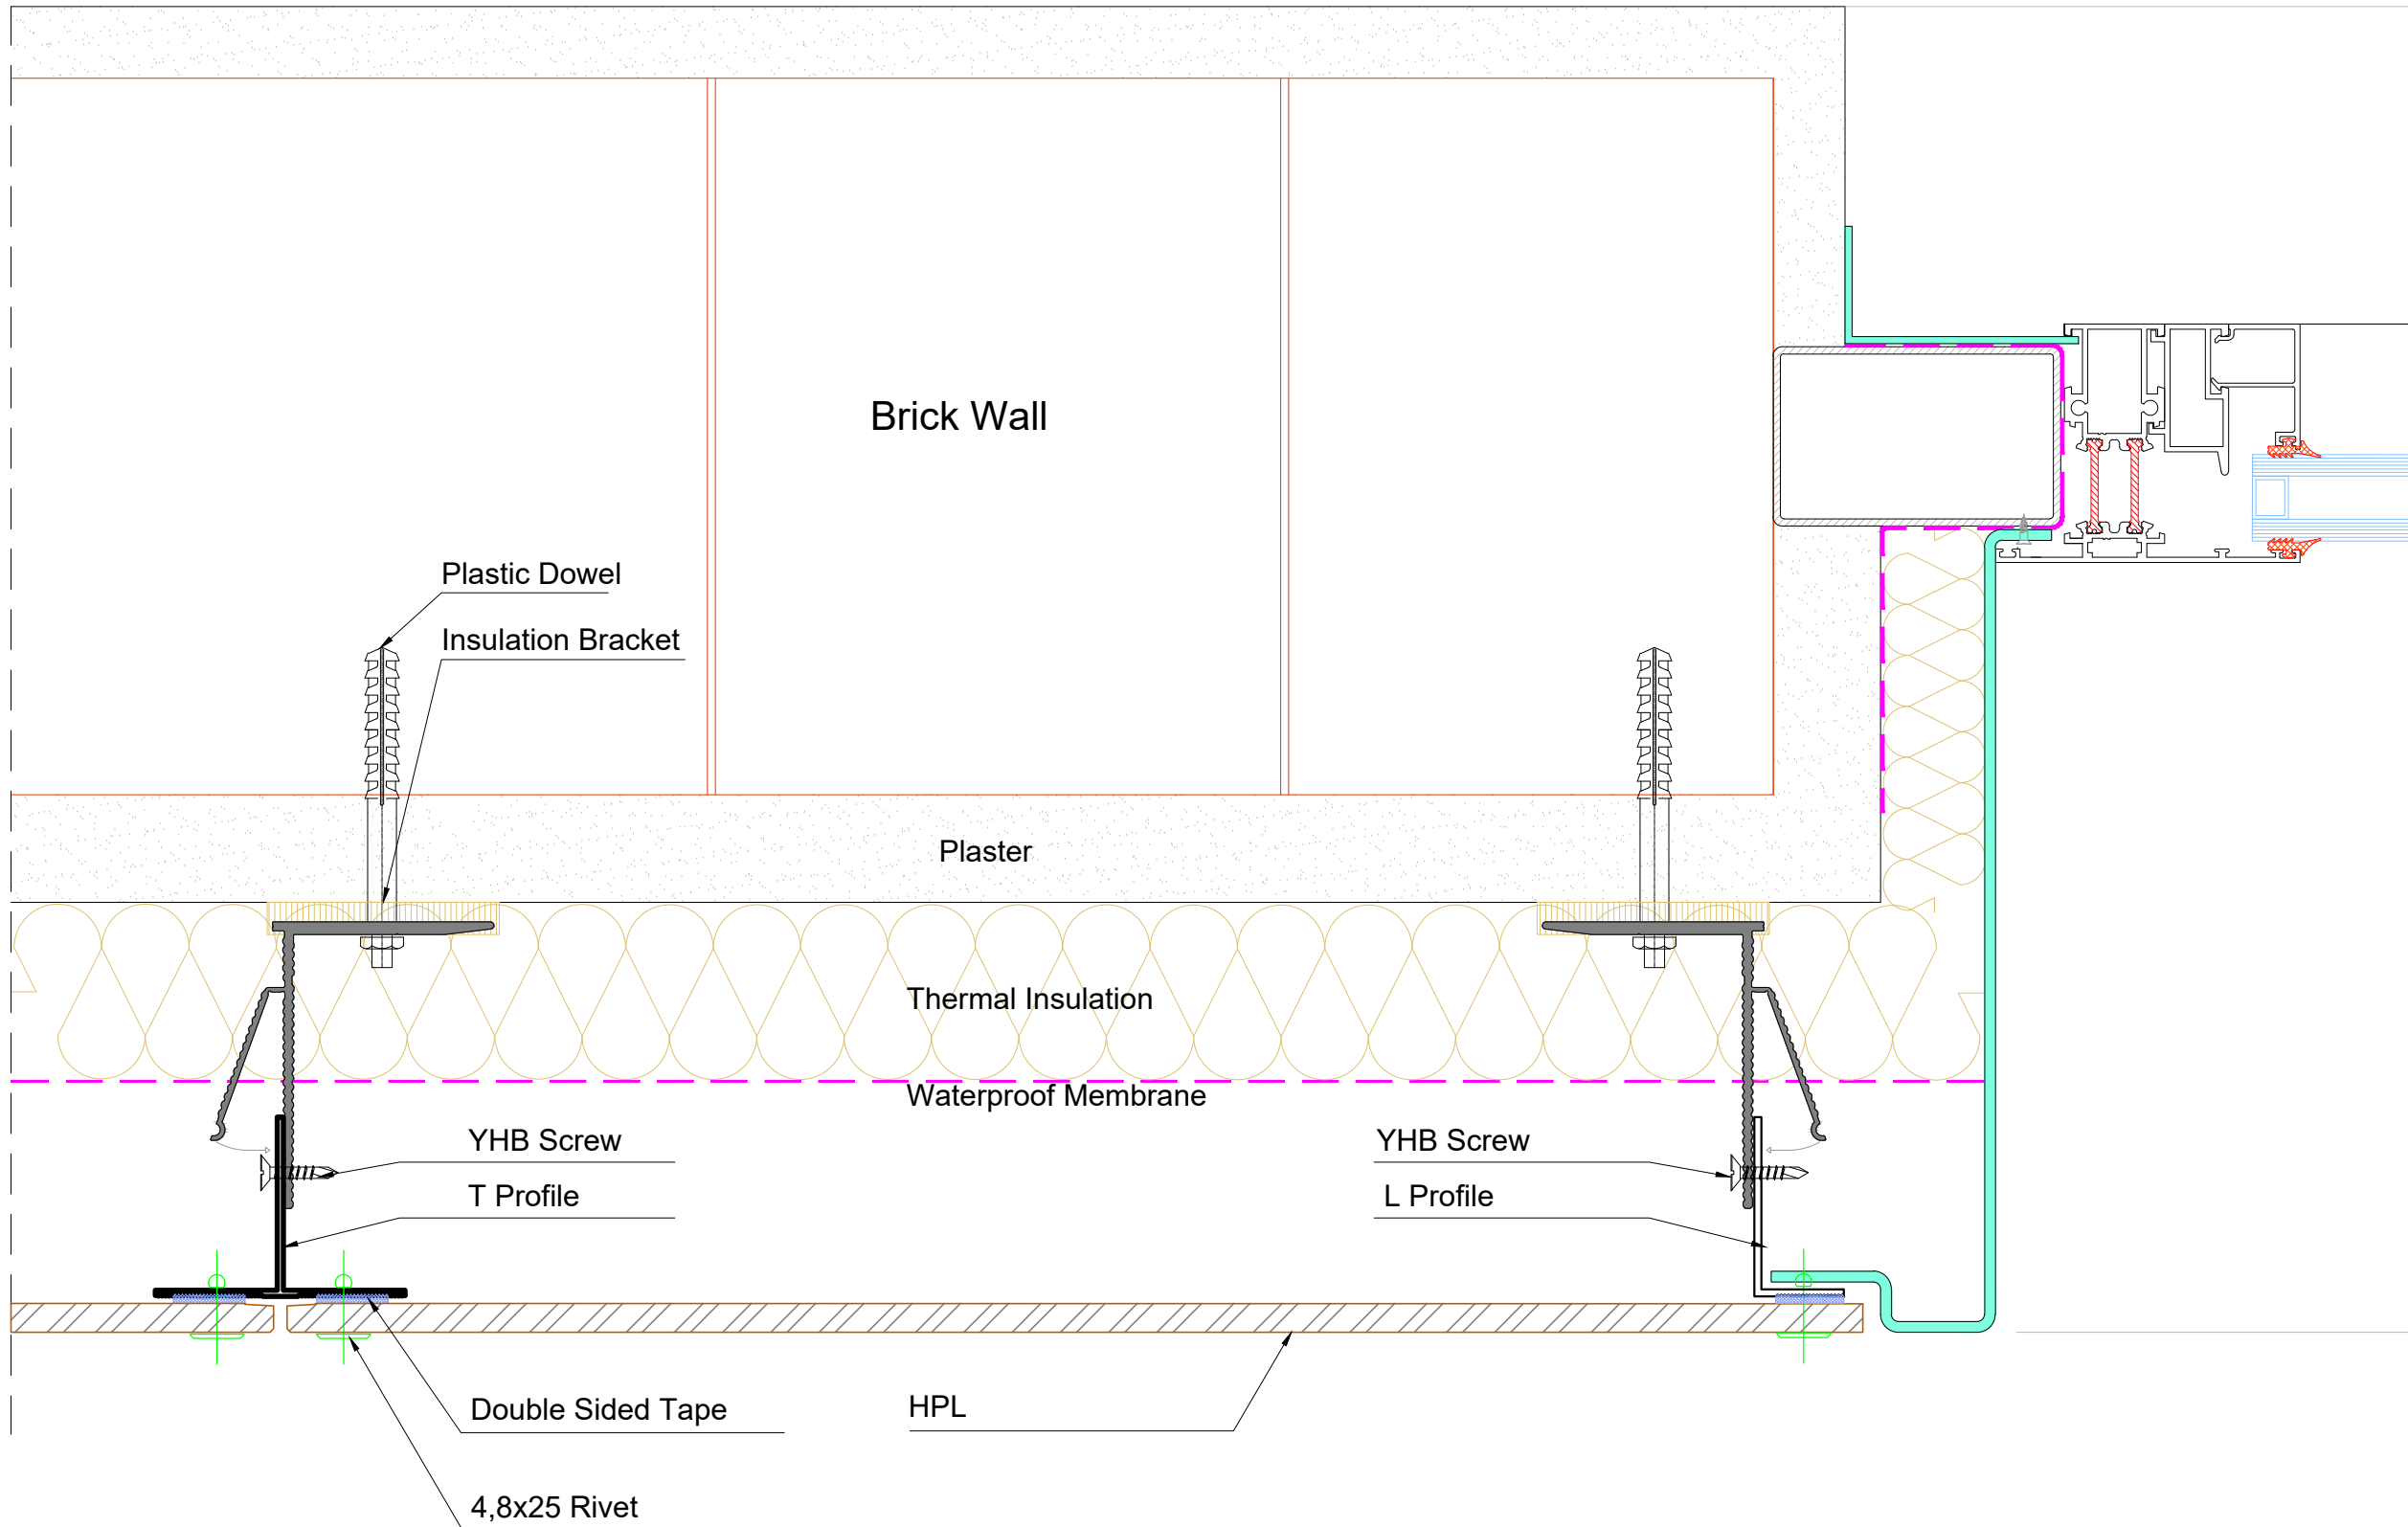 Brick Wall
Plastic Dowel
Insulation Bracket
Plaster
Thermal Insulation
Waterproof Membrane
YHB Screw
YHB Screw
T Profile
L Profile
Double Sided Tape
HPL
4,8x25 Rivet